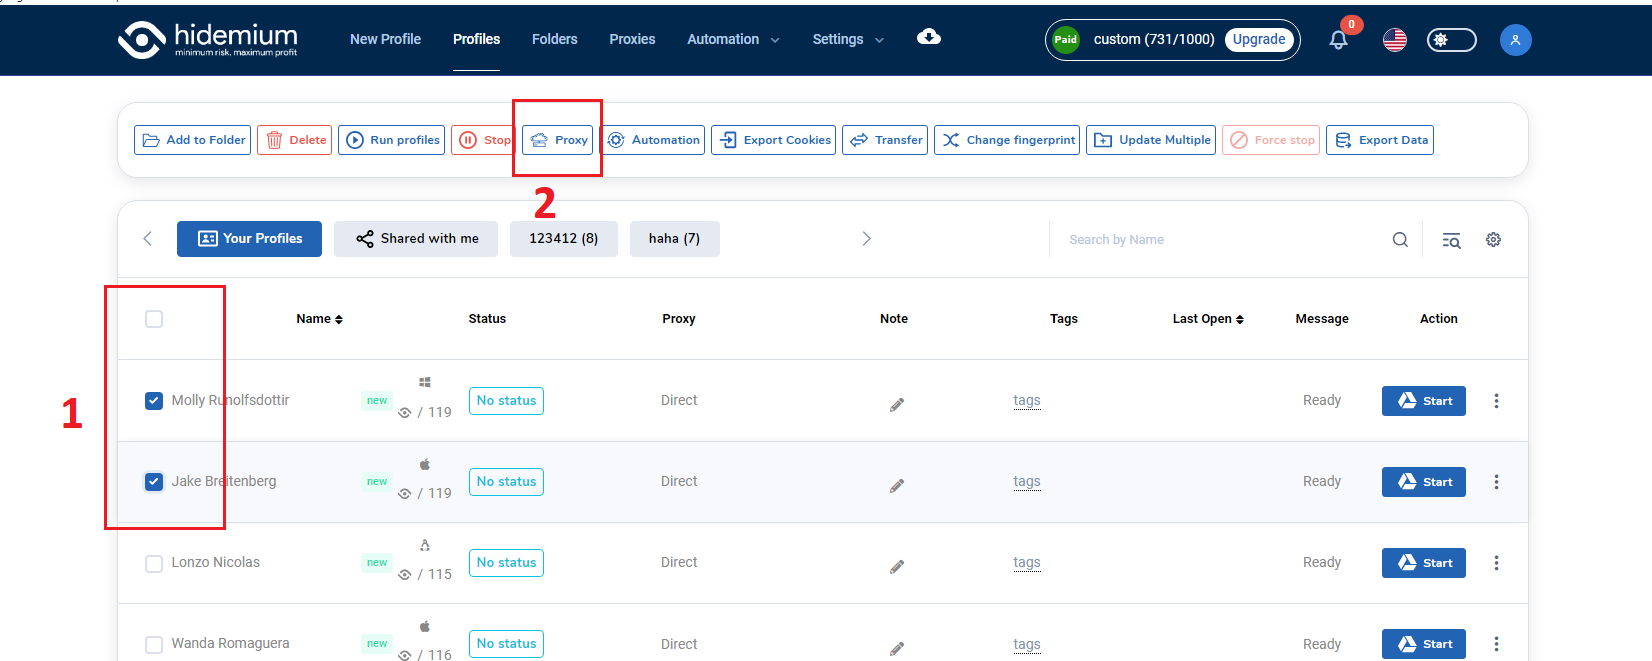 hidemium
minimum risk. maximum profit
New Profile
Profiles
Folders
Proxies
Automation
Settings
Paid
custom (731/1000)
Upgrade
0
Add to Folder
Delete
Run profiles
Stop
Proxy
Automation
Export Cookies
Transfer
Change fingerprint
Update Multiple
Force stop
Export Data
2
Your Profiles
Shared with me
123412 (8)
haha (7)
Search by Name
1
Name
Status
Proxy
Note
Tags
Last Open
Message
Action
Molly Runolfsdottir
new
/ 119
No status
Direct
tags
Ready
Start
Jake Breitenberg
new
/ 119
No status
Direct
tags
Ready
Start
Lonzo Nicolas
new
/ 115
No status
Direct
tags
Ready
Start
Wanda Romaguera
new
/ 116
No status
Direct
tags
Ready
Start